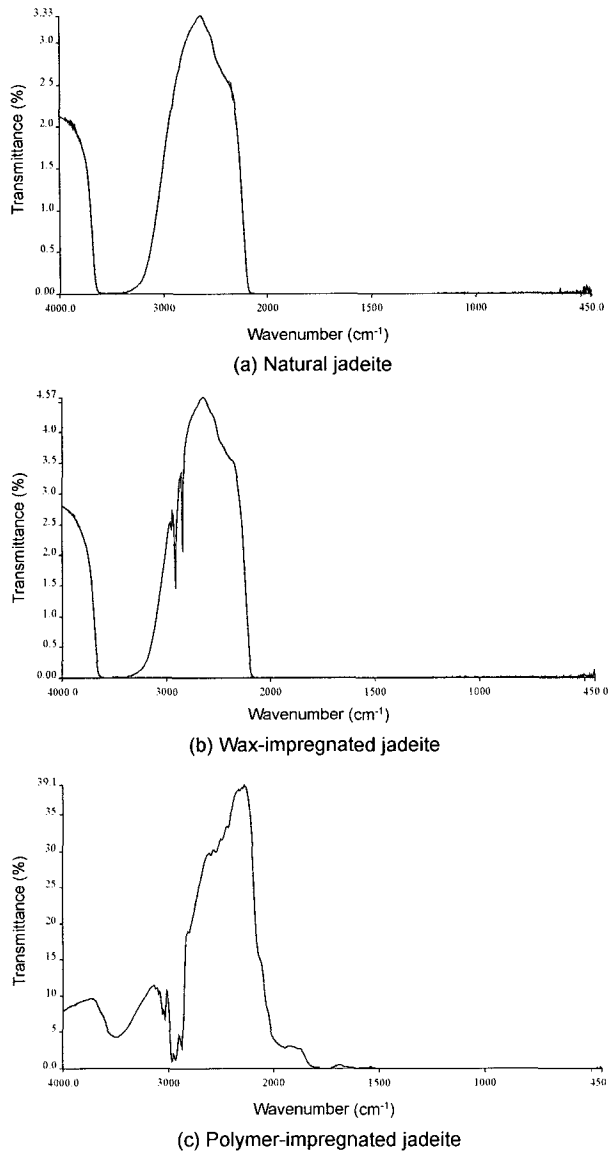 3.33
3.0
2.5
2.0
1.5
1.0
0.5
0.00
Transmittance (%)
4000.0 3000 2000 1500 1000 450.0
Wavenumber (cm⁻¹)
(a) Natural jadeite
4.57
4.0
3.5
3.0
2.5
2.0
1.5
1.0
0.5
0.00
Transmittance (%)
4000.0 3000 2000 1500 1000 450.0
Wavenumber (cm⁻¹)
(b) Wax-impregnated jadeite
39.1
35
30
25
20
15
10
5
0.0
Transmittance (%)
4000.0 3000 2000 1500 1000 450.0
Wavenumber (cm⁻¹)
(c) Polymer-impregnated jadeite